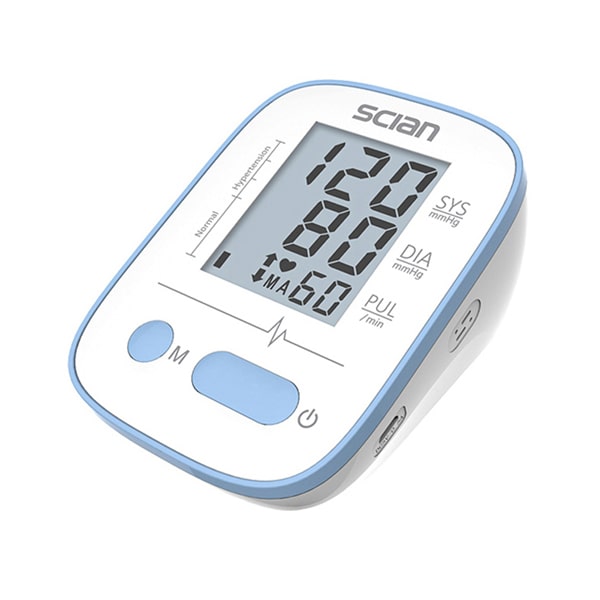 scian
Hypertension
Normal
120
SYS
mmHg
80
DIA
mmHg
MA
60
PUL
/min
M